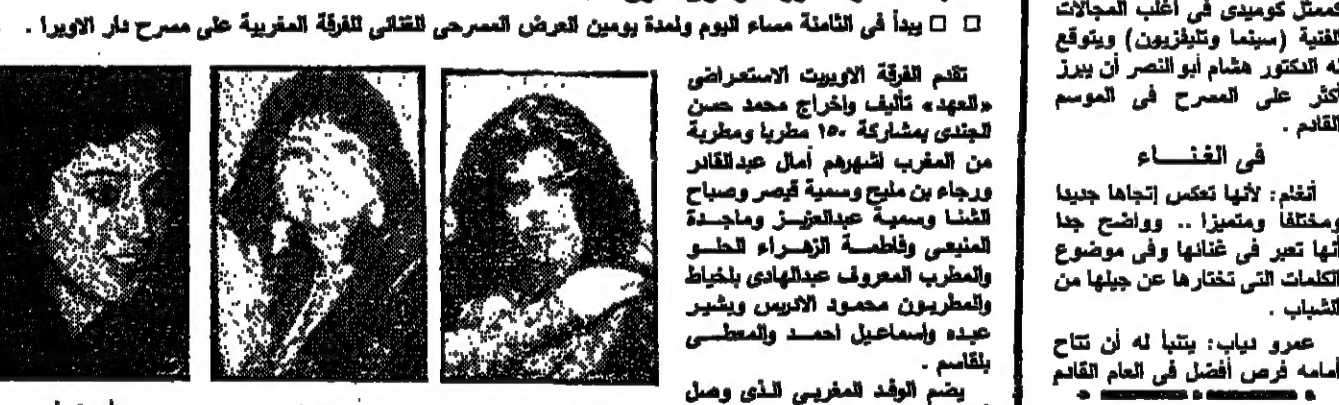 يبدأ فى الثامنة مساء اليوم ولمدة يومين العرض المسرحى الغنائى للفرقة المغربية على مسرح دار الاوبرا .
تقدم الفرقة الاوبريت الاستعراضى
«العهد» تأليف واخراج محمد حسن
الجندى بمشاركة ١٥٠ مطربا ومطربة
من المغرب اشهرهم أمال عبدالقادر
ورجاء بن مليح وسمية قيصر وصباح
الشنا وسمية عبدالعزيز وماجدة
المنيعى وفاطمة الزهراء الحلو
والمطرب المعروف عبدالهادى بلخياط
والمطربون محمود الادريس وبشير
عبده وإسماعيل احمد والمعطى
بلقاسم .
يضم الوفد المغربى الذى وصل
كممثل كوميدى فى أغلب المجالات
الفنية (سينما وتليفزيون) ويتوقع
له الدكتور هشام أبو النصر أن يبرز
أكثر على المسرح فى الموسم
القادم .
فى الغنـــاء
أنغام: لأنها تعكس إتجاها جديدا
ومختلفا ومتميزا .. وواضح جدا
أنها تعبر فى غنائها وفى موضوع
الكلمات التى تختارها عن جيلها من
الشباب .
عمرو دياب: يتنبأ له أن تتاح
أمامه فرص أفضل فى العام القادم